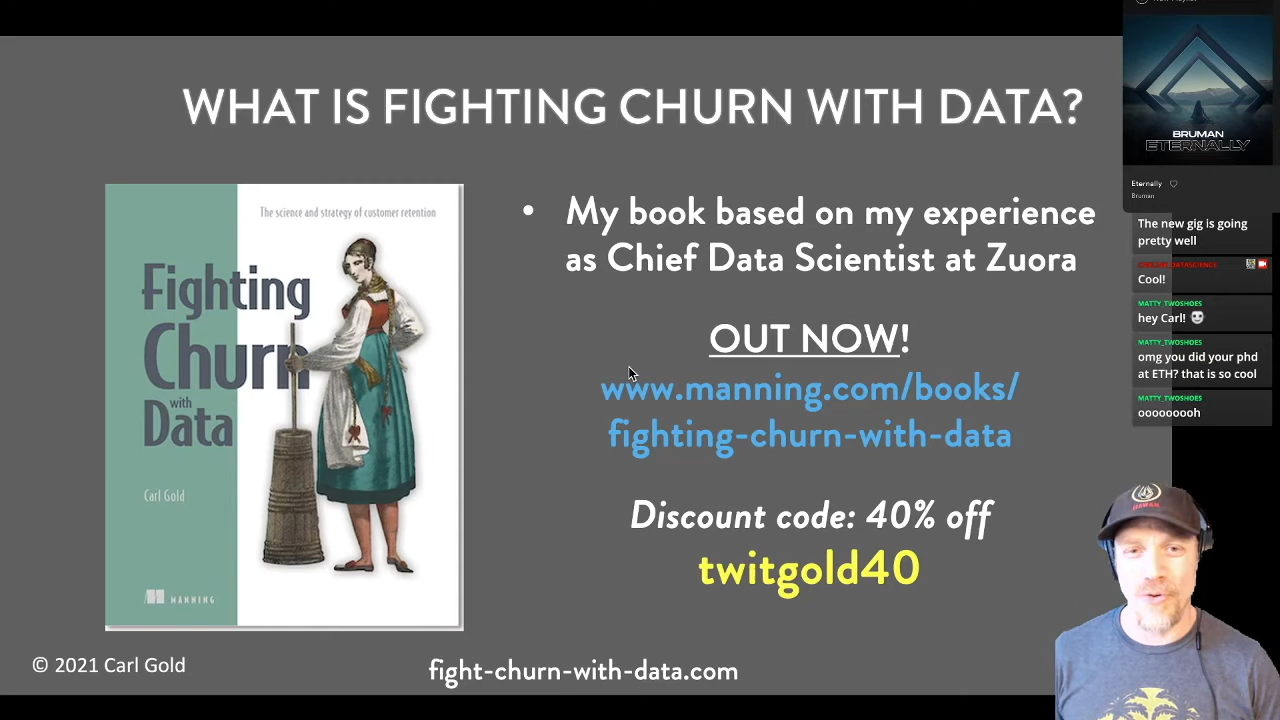 WHAT IS FIGHTING CHURN WITH DATA?
The science and strategy of customer retention
Fighting
Churn
with
Data
Carl Gold
MANNING
• My book based on my experience
as Chief Data Scientist at Zuora
OUT NOW!
www.manning.com/books/
fighting-churn-with-data
Discount code: 40% off
twitgold40
© 2021 Carl Gold
fight-churn-with-data.com
BRUMAN
ETERNALLY
Eternally
Bruman
The new gig is going
pretty well
Cool!
MATTY_TWOSHOES
hey Carl!
MATTY_TWOSHOES
omg you did your phd
at ETH? that is so cool
MATTY_TWOSHOES
ooooooooh